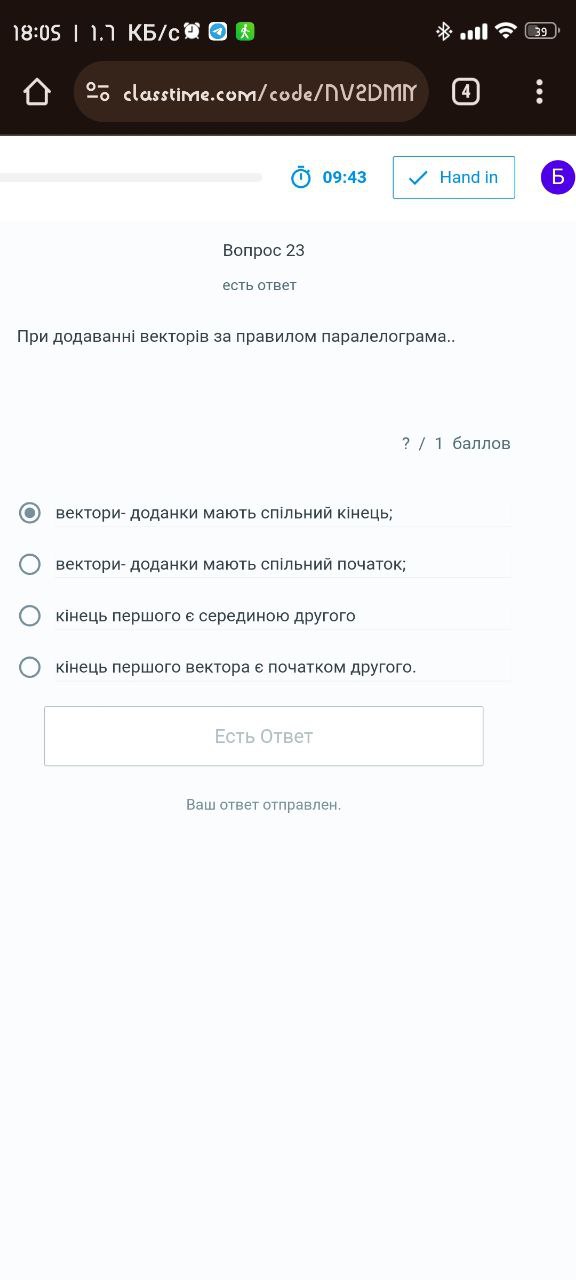 18:05 | 1.7 КБ/с 39
classtime.com/code/NV2DMM 4
09:43 Hand in Б
Вопрос 23
есть ответ
При додаванні векторів за правилом паралелограма..
? / 1 баллов
вектори- доданки мають спільний кінець;
вектори- доданки мають спільний початок;
кінець першого є серединою другого
кінець першого вектора є початком другого.
Есть Ответ
Ваш ответ отправлен.